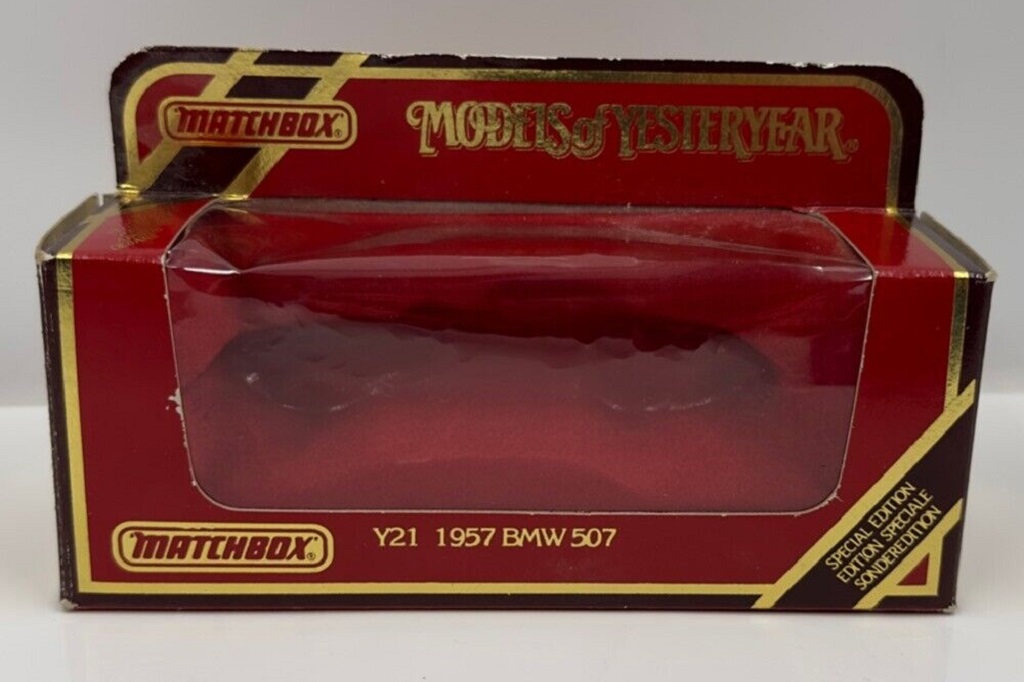 MATCHBOX®
MODELS of YESTERYEAR®
MATCHBOX®
Y21 1957 BMW 507
SPECIAL EDITION
EDITION SPECIALE
SONDEREDITION